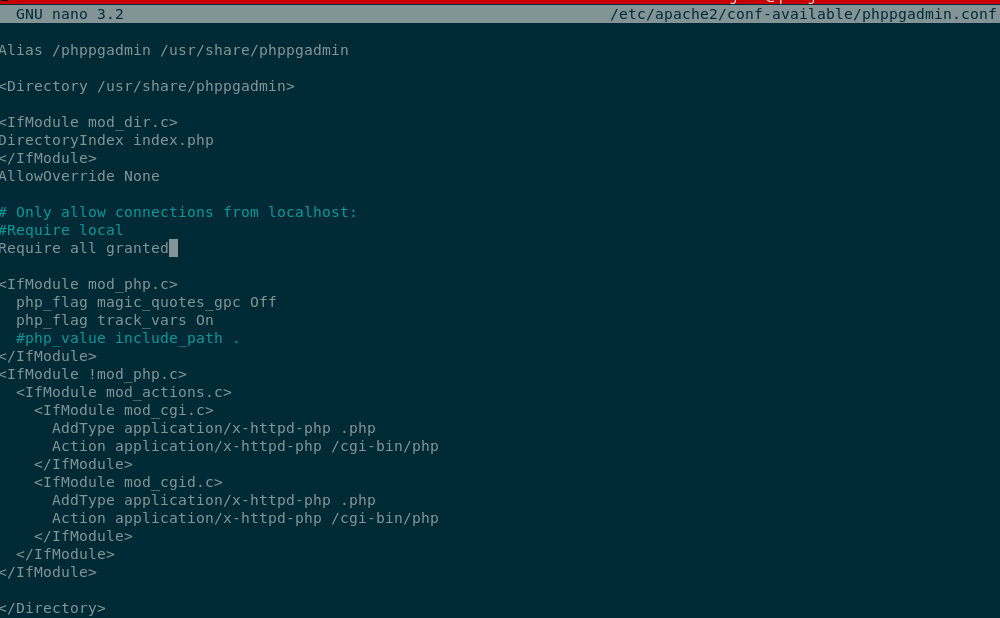 GNU nano 3.2 /etc/apache2/conf-available/phppgadmin.conf
Alias /phppgadmin /usr/share/phppgadmin
<Directory /usr/share/phppgadmin>
<IfModule mod_dir.c>
DirectoryIndex index.php
</IfModule>
AllowOverride None
# Only allow connections from localhost:
#Require local
Require all granted
<IfModule mod_php.c>
  php_flag magic_quotes_gpc Off
  php_flag track_vars On
  #php_value include_path .
</IfModule>
<IfModule !mod_php.c>
  <IfModule mod_actions.c>
    <IfModule mod_cgi.c>
      AddType application/x-httpd-php .php
      Action application/x-httpd-php /cgi-bin/php
    </IfModule>
    <IfModule mod_cgid.c>
      AddType application/x-httpd-php .php
      Action application/x-httpd-php /cgi-bin/php
    </IfModule>
  </IfModule>
</IfModule>
</Directory>